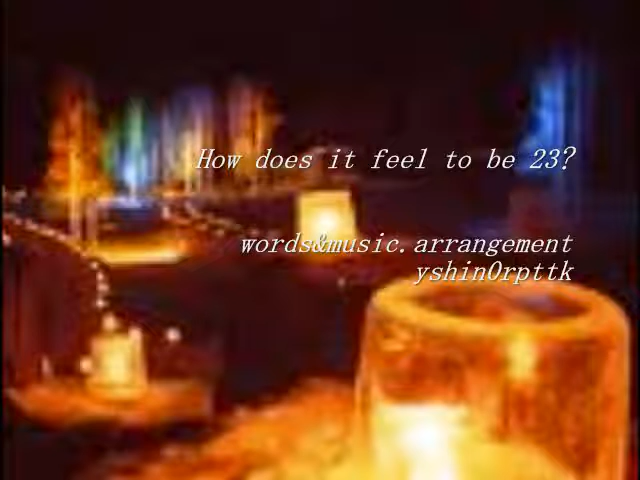 How does it feel to be 23?
words&music.arrangement
yshin0rpttk